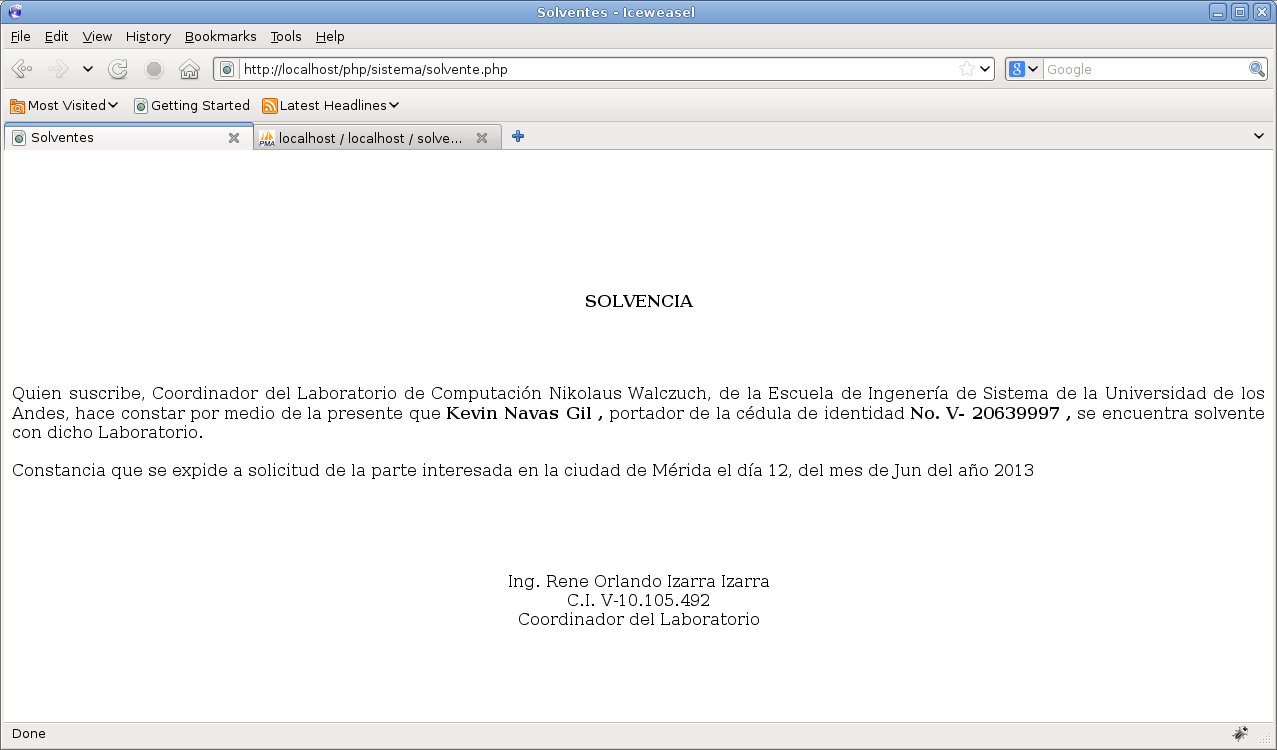 Solventes - Iceweasel
File Edit View History Bookmarks Tools Help
http://localhost/php/sistema/solvente.php
8 Google
Most Visited Getting Started Latest Headlines
Solventes
PMA localhost / localhost / solve...
SOLVENCIA
Quien suscribe, Coordinador del Laboratorio de Computación Nikolaus Walczuch, de la Escuela de Ingenería de Sistema de la Universidad de los
Andes, hace constar por medio de la presente que Kevin Navas Gil , portador de la cédula de identidad No. V- 20639997 , se encuentra solvente
con dicho Laboratorio.
Constancia que se expide a solicitud de la parte interesada en la ciudad de Mérida el día 12, del mes de Jun del año 2013
Ing. Rene Orlando Izarra Izarra
C.I. V-10.105.492
Coordinador del Laboratorio
Done